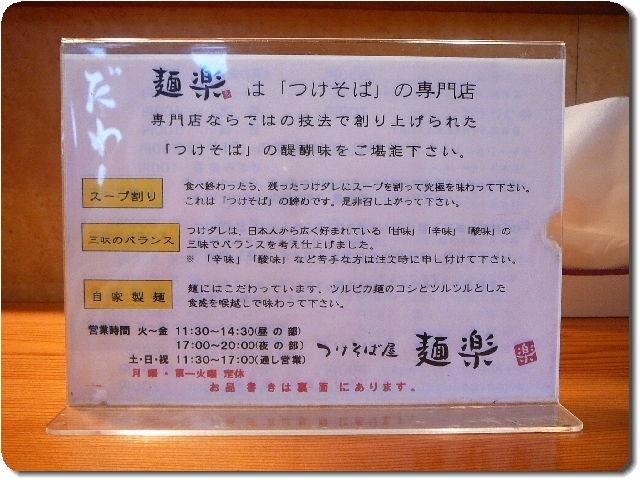 麺楽 は「つけそば」の専門店
専門店ならではの技法で創り上げられた
「つけそば」の醍醐味をご堪能下さい。
スープ割り
食べ終わったら、残ったつけダレにスープを割って究極を味わって下さい。
これは「つけそば」の締めです。是非召し上がって下さい。
三味のバランス
つけダレは、日本人から広く好まれている「甘味」「辛味」「酸味」の
三味でバランスを考え仕上げました。
※「辛味」「酸味」など苦手な方は注文時に申し付けて下さい。
自家製麺
麺にはこだわっています、ツルピカ麺のコシとツルツルとした
食感を喉越しで味わって下さい。
営業時間 火~金 11:30~14:30(昼の部)
17:00~20:00(夜の部)
土・日・祝 11:30~17:00(通し営業)
月曜・第一火曜 定休
お品書きは裏面にあります。
つけそば屋 麺楽 楽
だわ